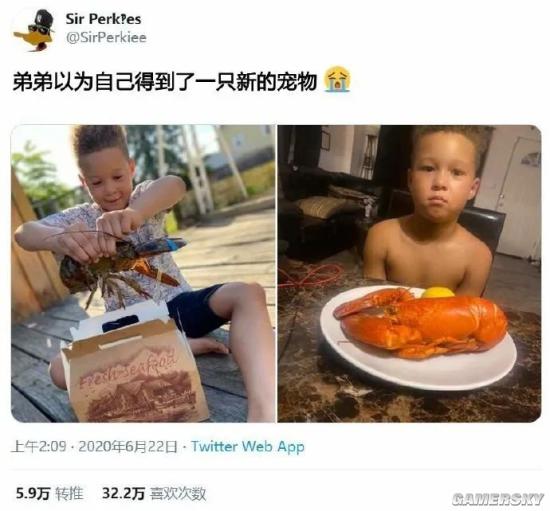 Sir Perk?es
@SirPerkiee
弟弟以为自己得到了一只新的宠物 😭
Fresh Seafood
上午2:09 · 2020年6月22日 · Twitter Web App
5.9万 转推 32.2万 喜欢次数
GAMERSKY